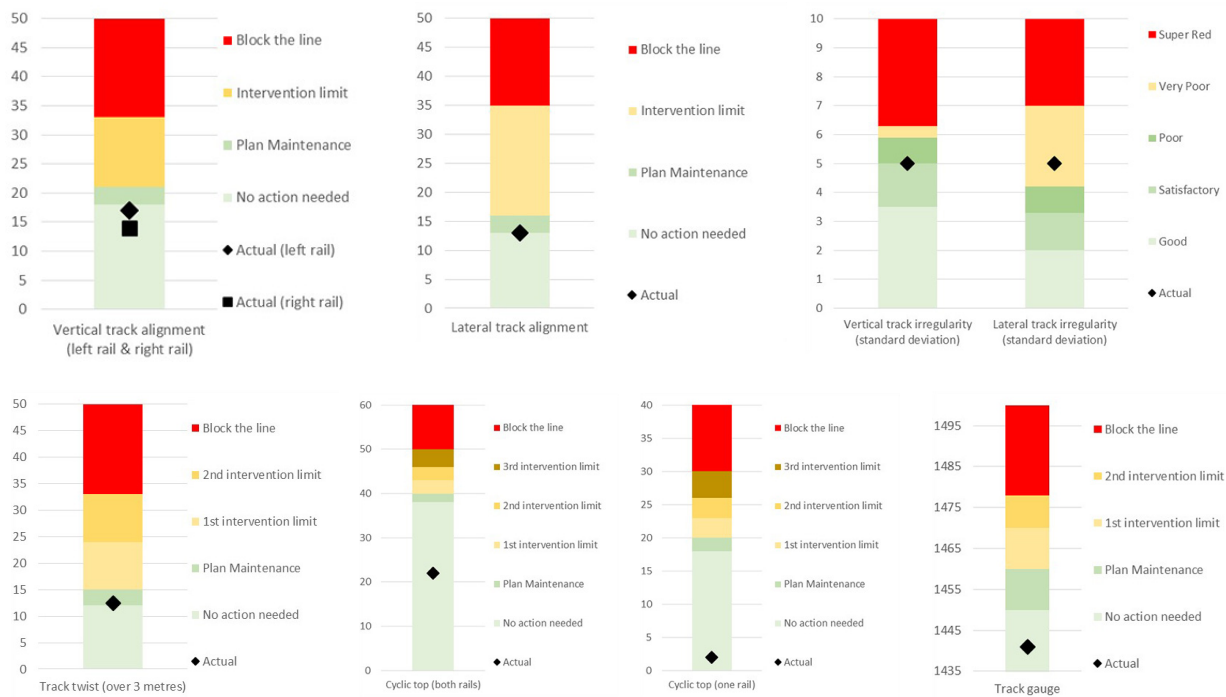 50
45
40
35
30
25
20
15
10
5
0
Block the line
Intervention limit
Plan Maintenance
No action needed
Actual (left rail)
Actual (right rail)
Vertical track alignment
(left rail & right rail)
50
45
40
35
30
25
20
15
10
5
0
Block the line
Intervention limit
Plan Maintenance
No action needed
Actual
Lateral track alignment
10
9
8
7
6
5
4
3
2
1
0
Super Red
Very Poor
Poor
Satisfactory
Good
Actual
Vertical track irregularity
(standard deviation)
Lateral track irregularity
(standard deviation)
50
45
40
35
30
25
20
15
10
5
0
Block the line
2nd intervention limit
1st intervention limit
Plan Maintenance
No action needed
Actual
Track twist (over 3 metres)
60
50
40
30
20
10
0
Block the line
3rd intervention limit
2nd intervention limit
1st intervention limit
Plan Maintenance
No action needed
Actual
Cyclic top (both rails)
40
35
30
25
20
15
10
5
0
Block the line
3rd intervention limit
2nd intervention limit
1st intervention limit
Plan Maintenance
No action needed
Actual
Cyclic top (one rail)
1495
1485
1475
1465
1455
1445
1435
Block the line
2nd intervention limit
1st intervention limit
Plan Maintenance
No action needed
Actual
Track gauge